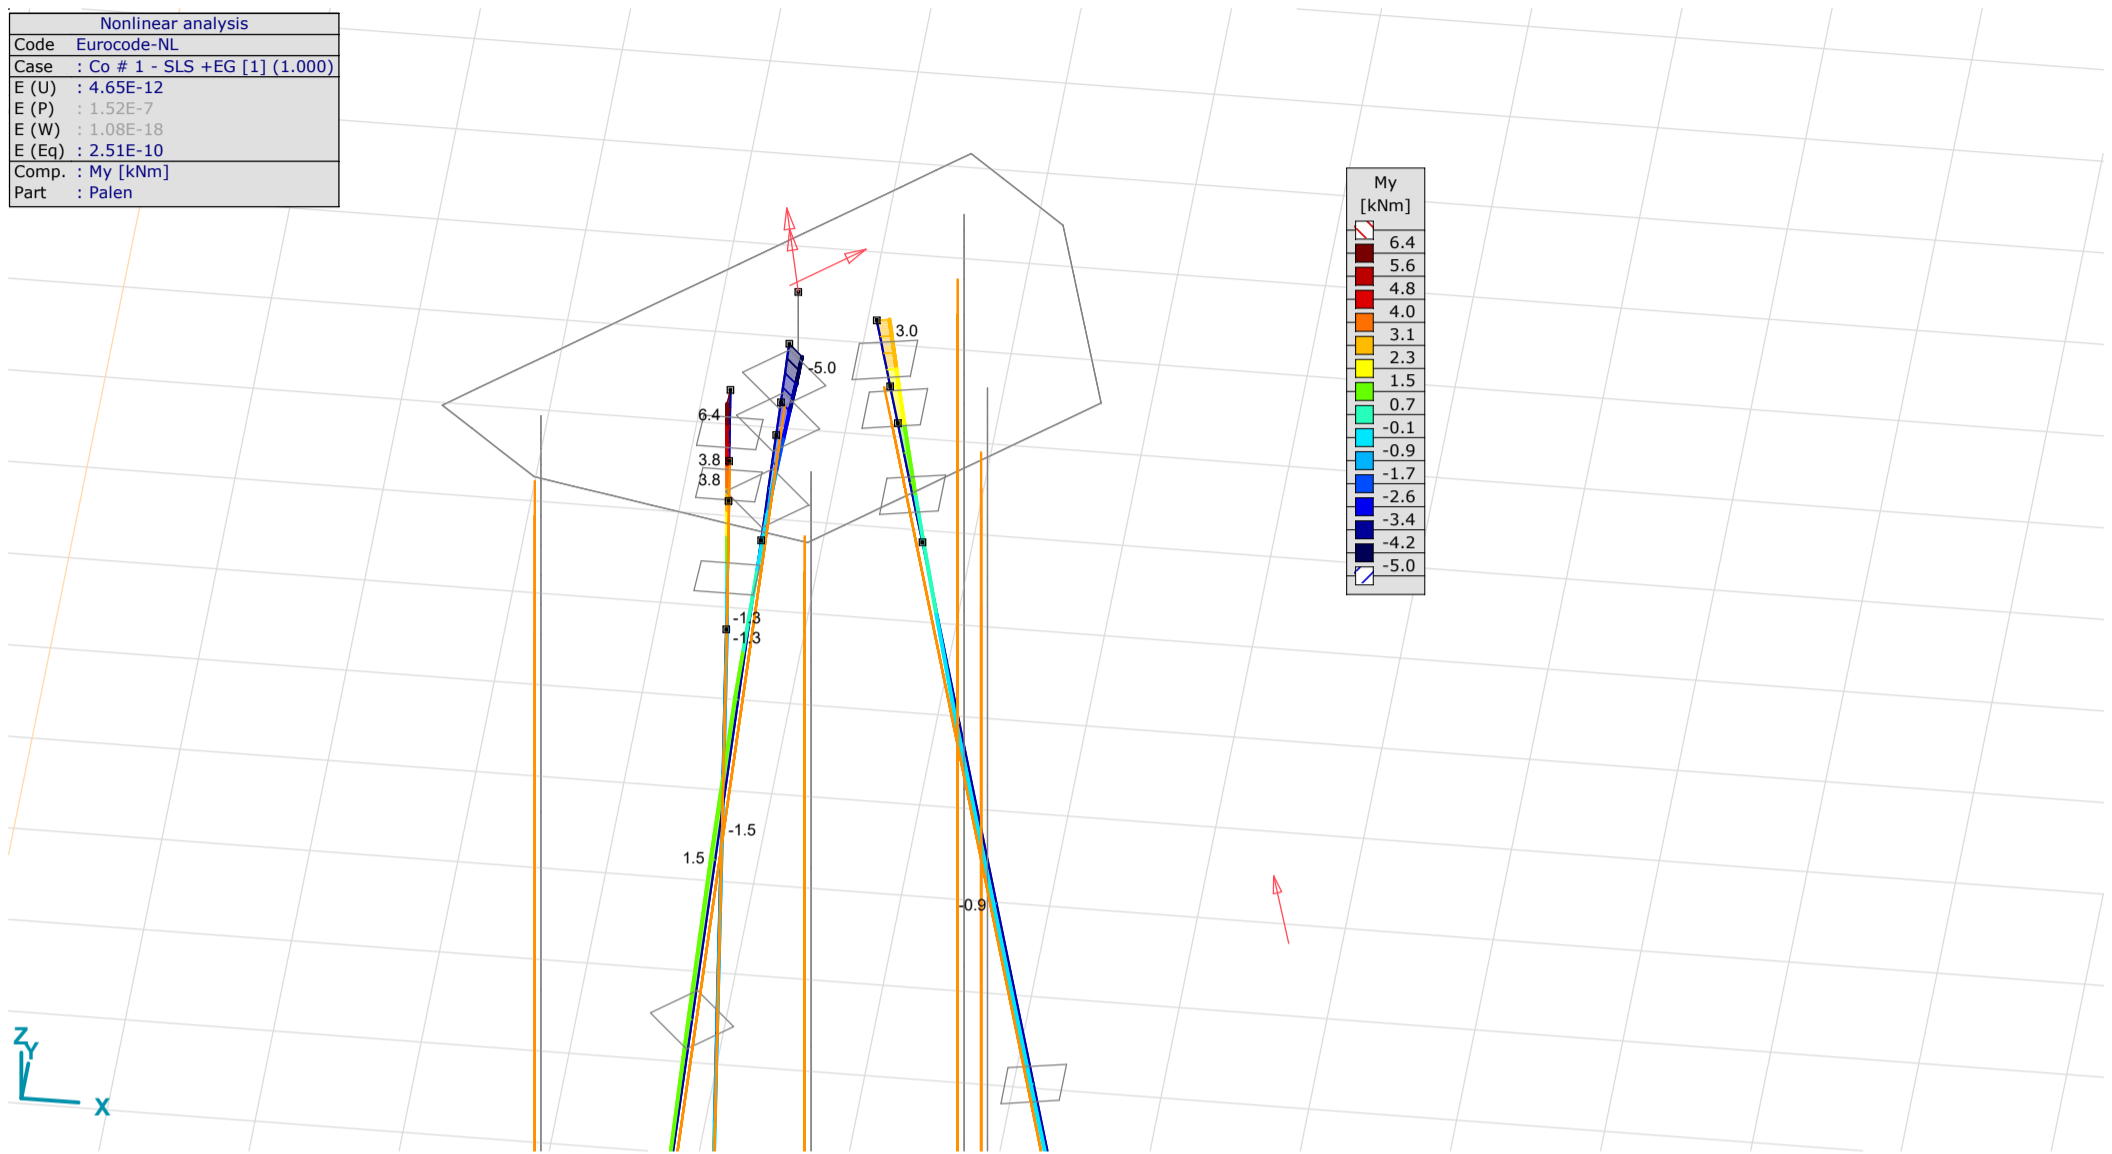 Nonlinear analysis
Code Eurocode-NL
Case : Co # 1 - SLS +EG [1] (1.000)
E (U) : 4.65E-12
E (P) : 1.52E-7
E (W) : 1.08E-18
E (Eq) : 2.51E-10
Comp. : My [kNm]
Part : Palen
My
[kNm]
6.4
5.6
4.8
4.0
3.1
2.3
1.5
0.7
-0.1
-0.9
-1.7
-2.6
-3.4
-4.2
-5.0
3.0
-5.0
6.4
3.8
3.8
-1.3
-1.3
-1.5
1.5
-0.9
Z
Y
X